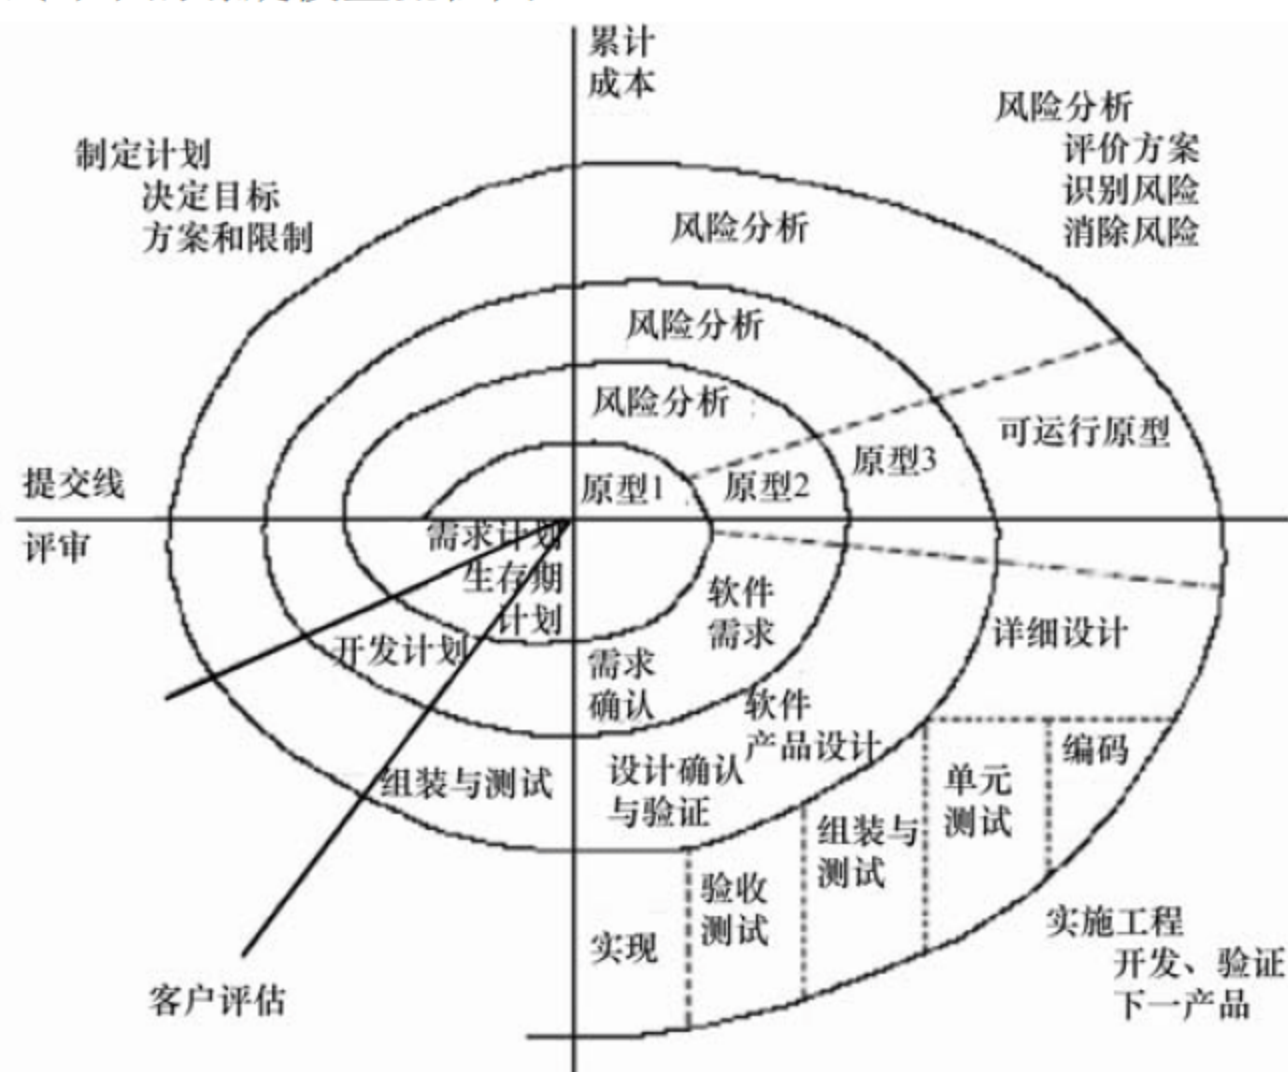 累计
成本
风险分析
评价方案
识别风险
消除风险
制定计划
决定目标
方案和限制
风险分析
风险分析
风险分析
可运行原型
原型3
原型2
原型1
提交线
评审
需求计划
生存期
计划
开发计划
组装与测试
软件
需求
需求
确认
软件
产品设计
设计确认
与验证
详细设计
编码
单元
测试
组装与
测试
验收
测试
实现
实施工程
开发、验证
下一产品
客户评估